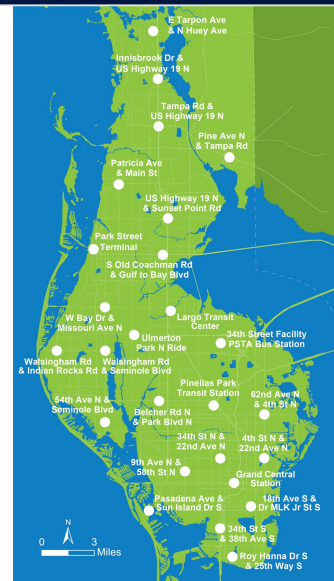 E Tarpon Ave
& N Huey Ave
Innisbrook Dr &
US Highway 19 N
Tampa Rd &
US Highway 19 N
Pine Ave N
& Tampa Rd
Patricia Ave
& Main St
US Highway 19 N
& Sunset Point Rd
Park Street
Terminal
S Old Coachman Rd
& Gulf to Bay Blvd
W Bay Dr &
Missouri Ave N
Largo Transit
Center
Ulmerton
Park N Ride
34th Street Facility
PSTA Bus Station
Walsingham Rd
& Indian Rocks Rd
Walsingham Rd
& Seminole Blvd
Pinellas Park
Transit Station
54th Ave N &
Seminole Blvd
Belcher Rd N
& Park Blvd N
62nd Ave N
& 4th St N
34th St N &
22nd Ave N
4th St N &
22nd Ave N
9th Ave N &
58th St N
Grand Central
Station
Pasadena Ave &
Sun Island Dr S
18th Ave S &
Dr MLK Jr St S
34th St S
& 38th Ave S
Roy Hanna Dr S
& 25th Way S
N
0 3
Miles